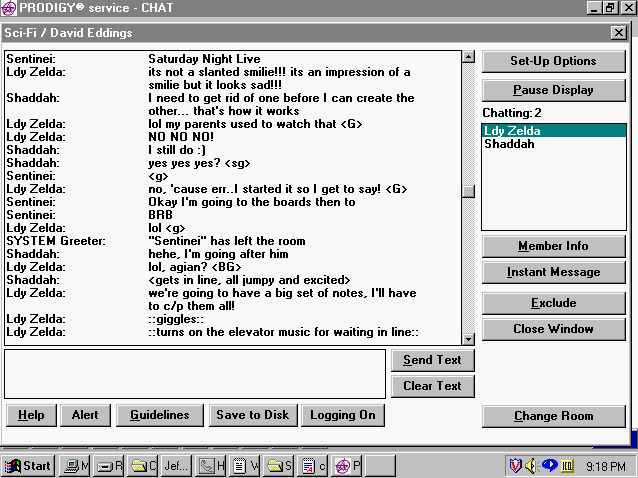 PRODIGY® service - CHAT
Sci-Fi / David Eddings
Sentinei: Saturday Night Live
Ldy Zelda: its not a slanted smilie!!! its an impression of a
smilie but it looks sad!!!
Shaddah: I need to get rid of one before I can create the
other... that's how it works
Ldy Zelda: lol my parents used to watch that <G>
Ldy Zelda: NO NO NO!
Shaddah: I still do :)
Shaddah: yes yes yes? <sg>
Sentinei: <g>
Ldy Zelda: no, 'cause err..I started it so I get to say! <G>
Sentinei: Okay I'm going to the boards then to
Sentinei: BRB
Ldy Zelda: lol <g>
SYSTEM Greeter: "Sentinei" has left the room
Shaddah: hehe, I'm going after him
Ldy Zelda: lol, agian? <BG>
Shaddah: <gets in line, all jumpy and excited>
Ldy Zelda: we're going to have a big set of notes, I'll have
to c/p them all!
Ldy Zelda: ::giggles::
Ldy Zelda: ::turns on the elevator music for waiting in line::
Set-Up Options
Pause Display
Chatting: 2
Ldy Zelda
Shaddah
Member Info
Instant Message
Exclude
Close Window
Send Text
Clear Text
Help Alert Guidelines Save to Disk Logging On
Change Room
Start M R C Jef... H V S c P 9:18 PM